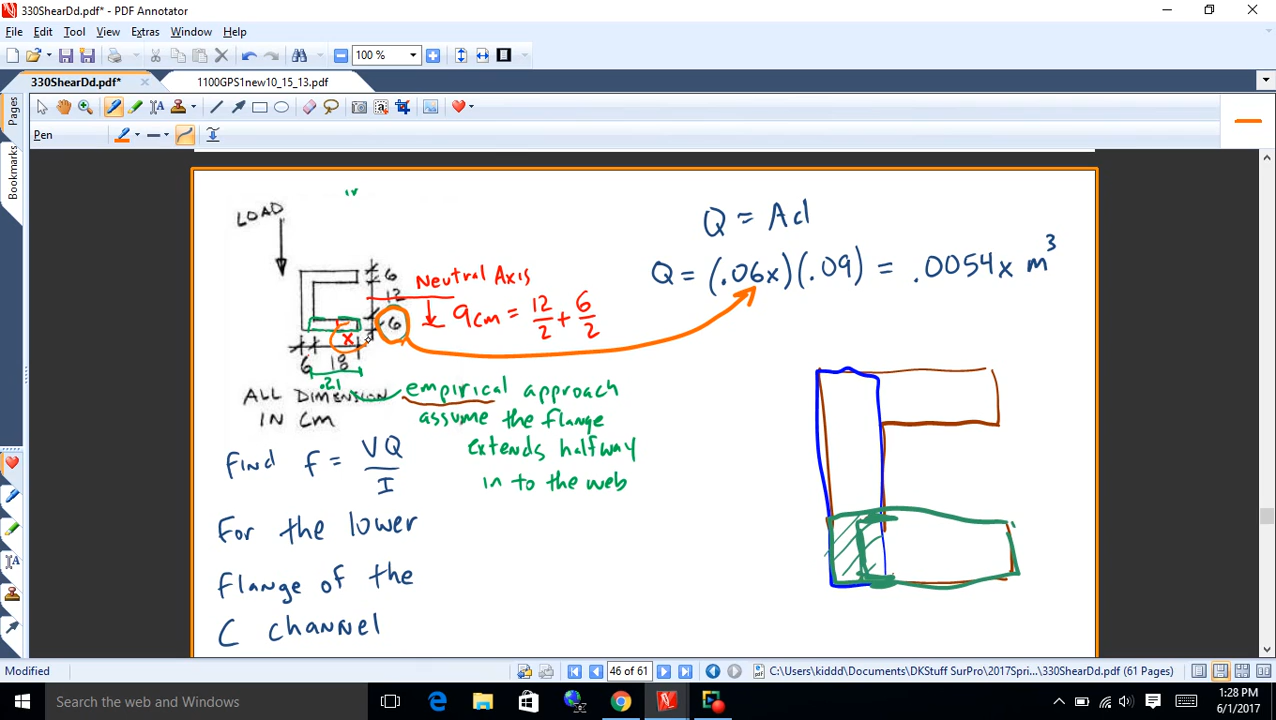 330ShearDd.pdf* - PDF Annotator
File Edit Tool Extras Window Help
100 %
330ShearDd.pdf* 1100GPS1new10_15_13.pdf
Pen
Pages
Bookmarks
LOAD
6
12
6
6 18
x
.21
ALL DIMENSION
IN Cm
Neutral Axis
9cm = 12/2 + 6/2
Q = Ad
Q = (.06x)(.09) = .0054x m³
empirical approach
assume the flange
extends halfway
in to the web
Find f = VQ/I
For the lower
flange of the
C channel
Modified
46 of 61
C:\Users\kiddd\Documents\DKStuff SurPro\2017Spri...\330ShearDd.pdf (61 Pages)
Search the web and Windows
1:28 PM
6/1/2017